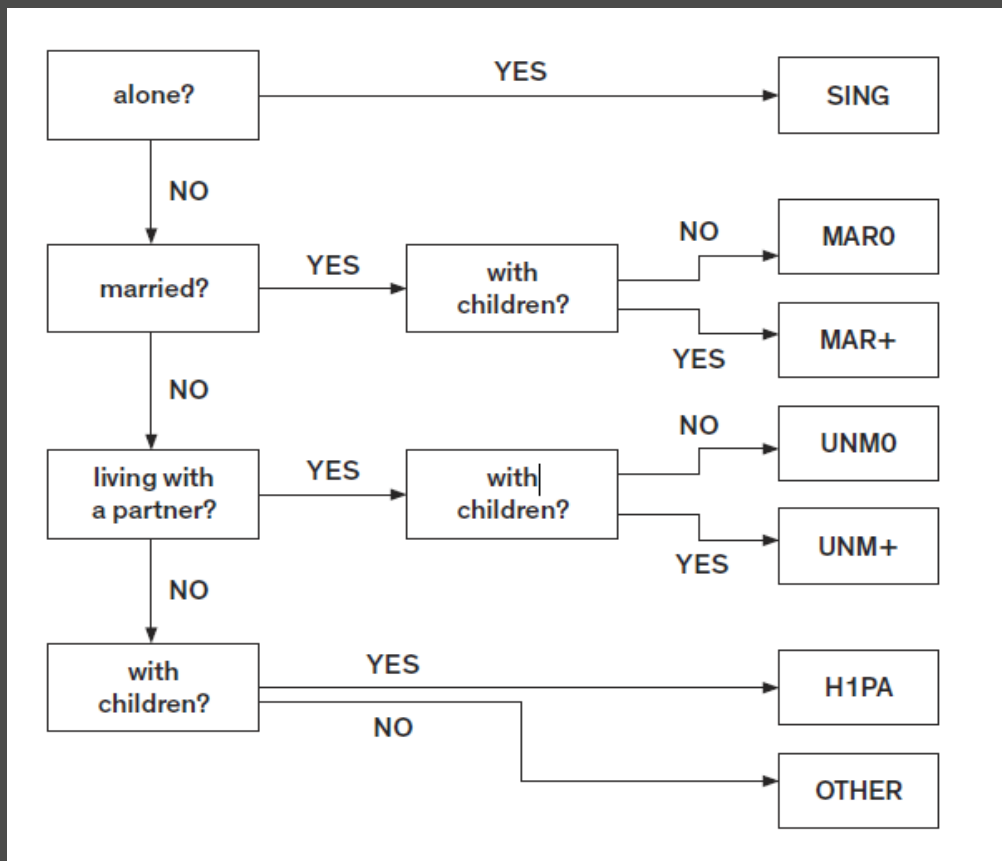 alone?
YES
SING
NO
married?
YES
with
children?
NO
MAR0
YES
MAR+
NO
living with
a partner?
YES
with
children?
NO
UNM0
YES
UNM+
NO
with
children?
YES
H1PA
NO
OTHER